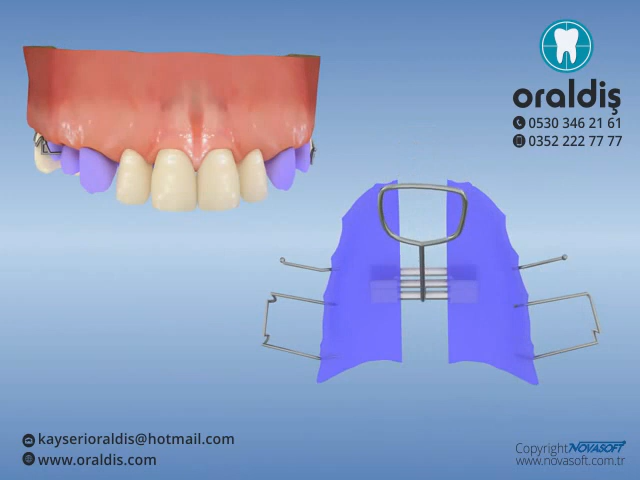 oraldiş
0530 346 21 61
0352 222 77 77
kayserioraldis@hotmail.com
www.oraldis.com
Copyright NOVASOFT
www.novasoft.com.tr